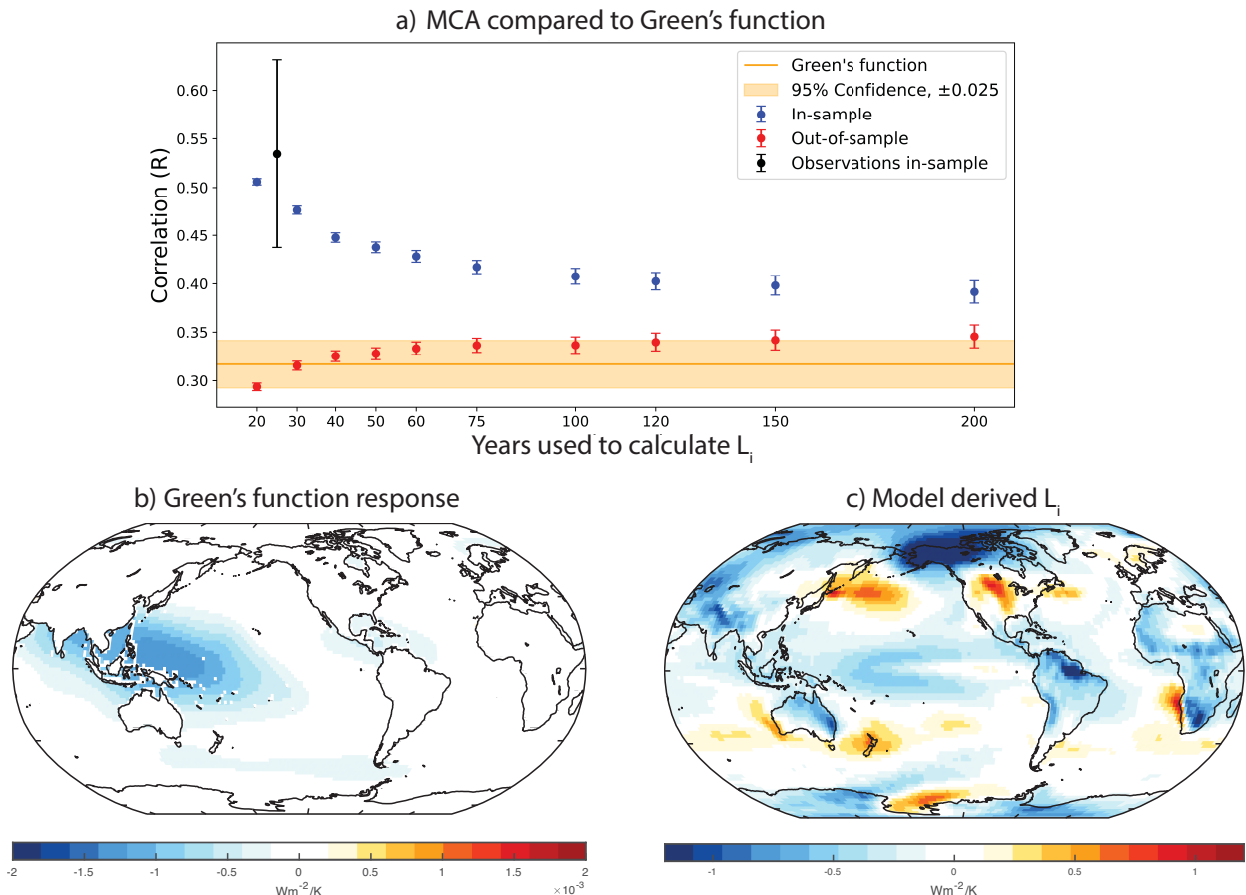 a) MCA compared to Green's function
Green's function
95% Confidence, ±0.025
In-sample
Out-of-sample
Observations in-sample
Correlation (R)
0.60
0.55
0.50
0.45
0.40
0.35
0.30
20 30 40 50 60 75 100 120 150 200
Years used to calculate Lᵢ
b) Green's function response
c) Model derived Lᵢ
-2 -1.5 -1 -0.5 0 0.5 1 1.5 2
×10⁻³
Wm⁻²/K
-1 -0.5 0 0.5 1
Wm⁻²/K